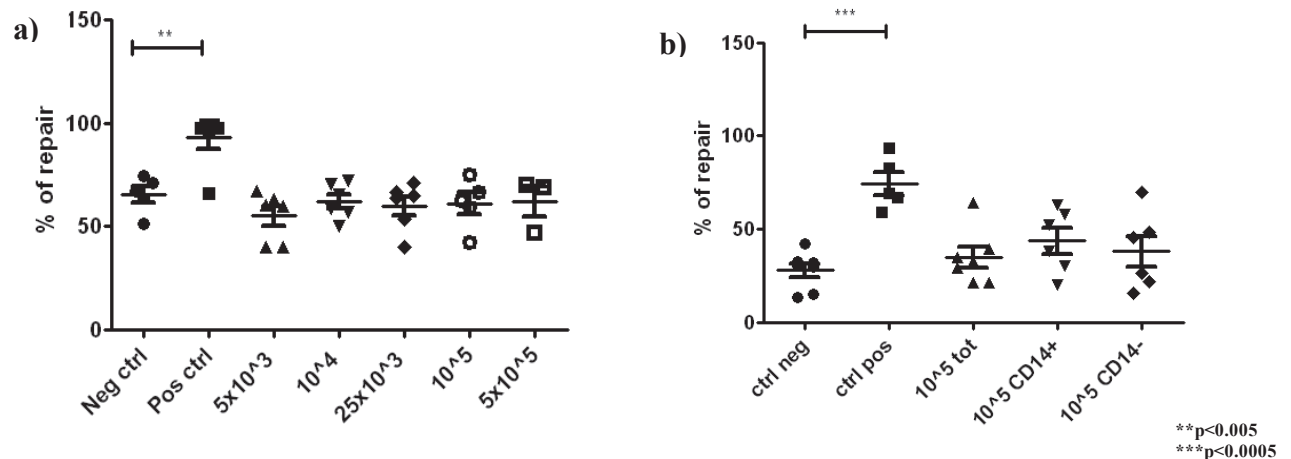 a)
**
150
100
50
0
% of repair
Neg ctrl
Pos ctrl
5x10^3
10^4
25x10^3
10^5
5x10^5
b)
***
150
100
50
0
% of repair
ctrl neg
ctrl pos
10^5 tot
10^5 CD14+
10^5 CD14-
**p<0.005
***p<0.0005